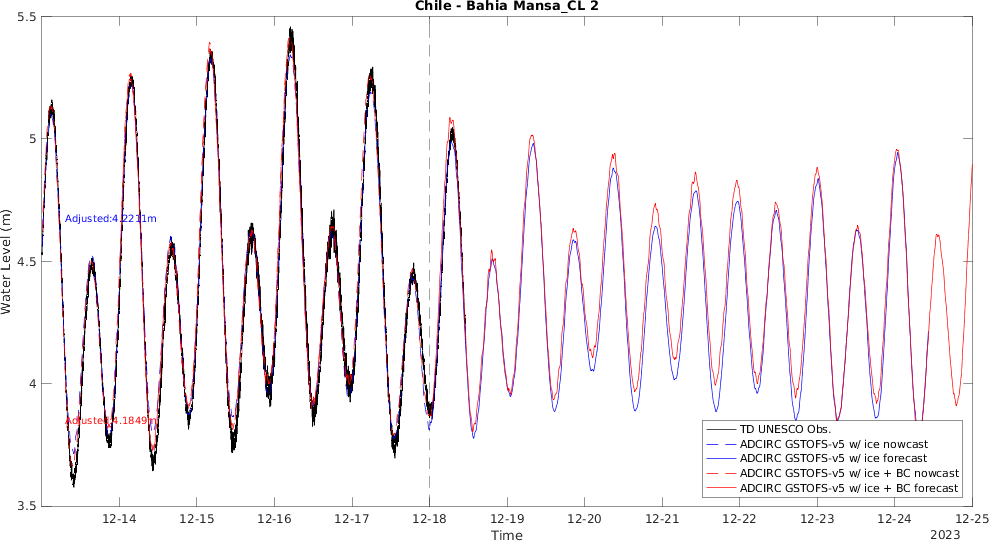 Chile - Bahia Mansa_CL 2
5.5
5
4.5
4
3.5
Water Level (m)
Adjusted:4.2211m
Adjusted:4.1849m
TD UNESCO Obs.
ADCIRC GSTOFS-v5 w/ ice nowcast
ADCIRC GSTOFS-v5 w/ ice forecast
ADCIRC GSTOFS-v5 w/ ice + BC nowcast
ADCIRC GSTOFS-v5 w/ ice + BC forecast
12-14 12-15 12-16 12-17 12-18 12-19 12-20 12-21 12-22 12-23 12-24 12-25
Time
2023